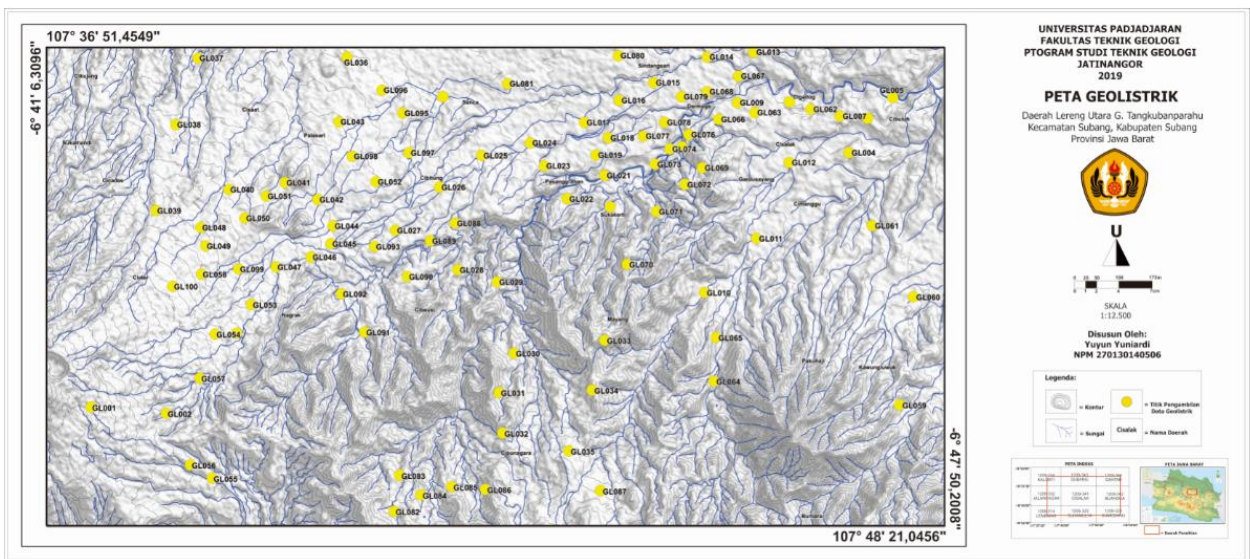 107° 36' 51,4549"
-6° 41' 6,3096"
GL037
GL036
GL080
GL014
GL013
GL081
GL015
GL067
GL096
GL016
GL079
GL068
GL009
GL005
GL062
GL007
GL063
GL066
GL095
GL043
GL038
GL017
GL078
GL018
GL077
GL076
GL024
GL074
GL004
GL025
GL019
GL097
GL098
GL012
GL023
GL073
GL069
GL021
GL072
GL052
GL041
GL026
GL040
GL051
GL042
GL022
GL039
GL071
GL050
GL088
GL061
GL048
GL044
GL027
GL011
GL049
GL045
GL093
GL089
GL046
GL070
GL047
GL099
GL028
GL058
GL090
GL029
GL100
GL092
GL010
GL060
GL053
Nagrak
Mayang
GL091
GL054
GL033
GL065
GL030
GL057
GL064
GL034
GL031
GL001
GL002
GL059
GL032
GL035
GL056
GL055
GL083
GL085
GL086
GL084
GL087
GL082
-6° 47' 50,2008"
107° 48' 21,0456"
UNIVERSITAS PADJADJARAN
FAKULTAS TEKNIK GEOLOGI
PTOGRAM STUDI TEKNIK GEOLOGI
JATINANGOR
2019
PETA GEOLISTRIK
Daerah Lereng Utara G. Tangkubanparahu
Kecamatan Subang, Kabupaten Subang
Provinsi Jawa Barat
U
SKALA
1:12.500
Disusun Oleh:
Yuyun Yuniardi
NPM 270130140506
Legenda:
= Kontur
= Titik Pengambilan
Data Geolistrik
= Sungai
Cisalak
= Nama Daerah
PETA INDEKS
PETA JAWA BARAT
= Daerah Penelitian